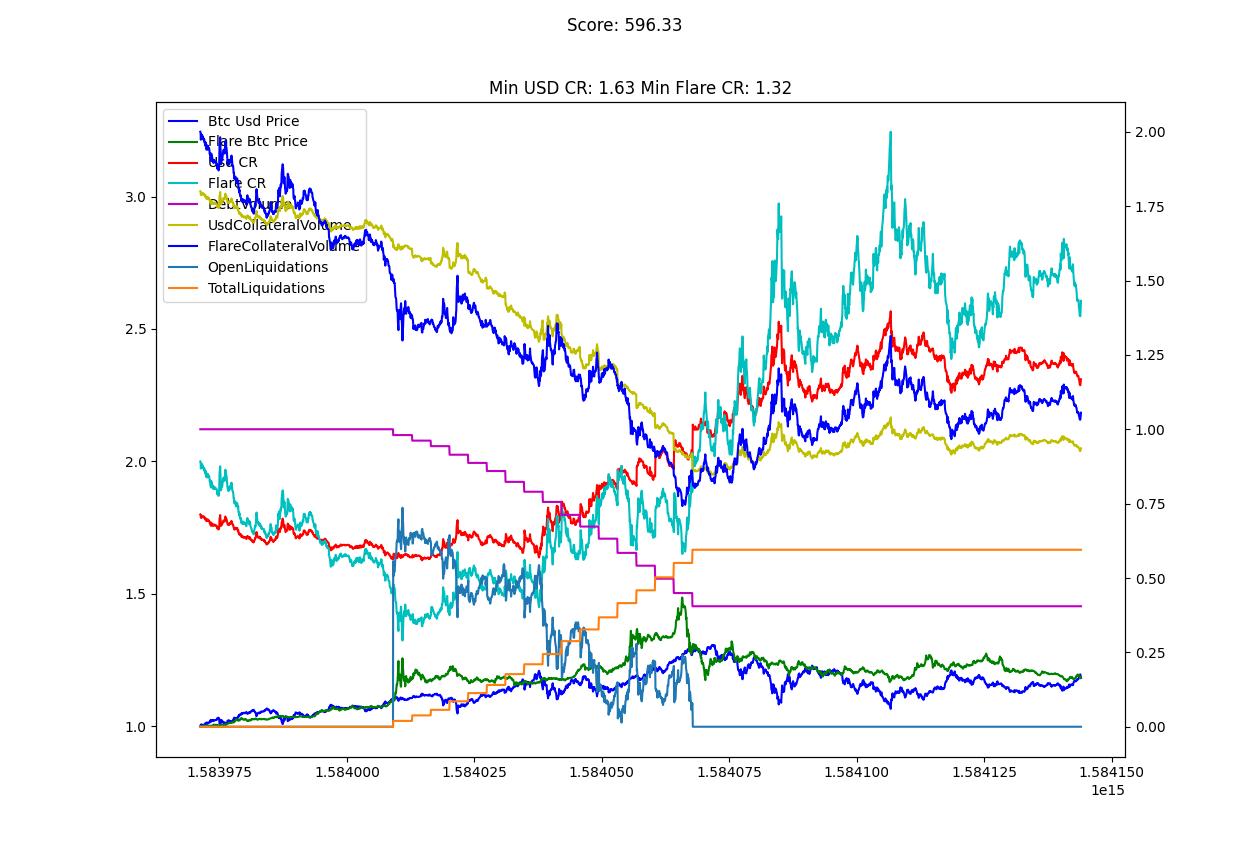 Score: 596.33
Min USD CR: 1.63 Min Flare CR: 1.32
Btc Usd Price
Flare Btc Price
Usd CR
Flare CR
DebtVolume
UsdCollateralVolume
FlareCollateralVolume
OpenLiquidations
TotalLiquidations
3.0
2.5
2.0
1.5
1.0
2.00
1.75
1.50
1.25
1.00
0.75
0.50
0.25
0.00
1.583975 1.584000 1.584025 1.584050 1.584075 1.584100 1.584125 1.584150
1e15